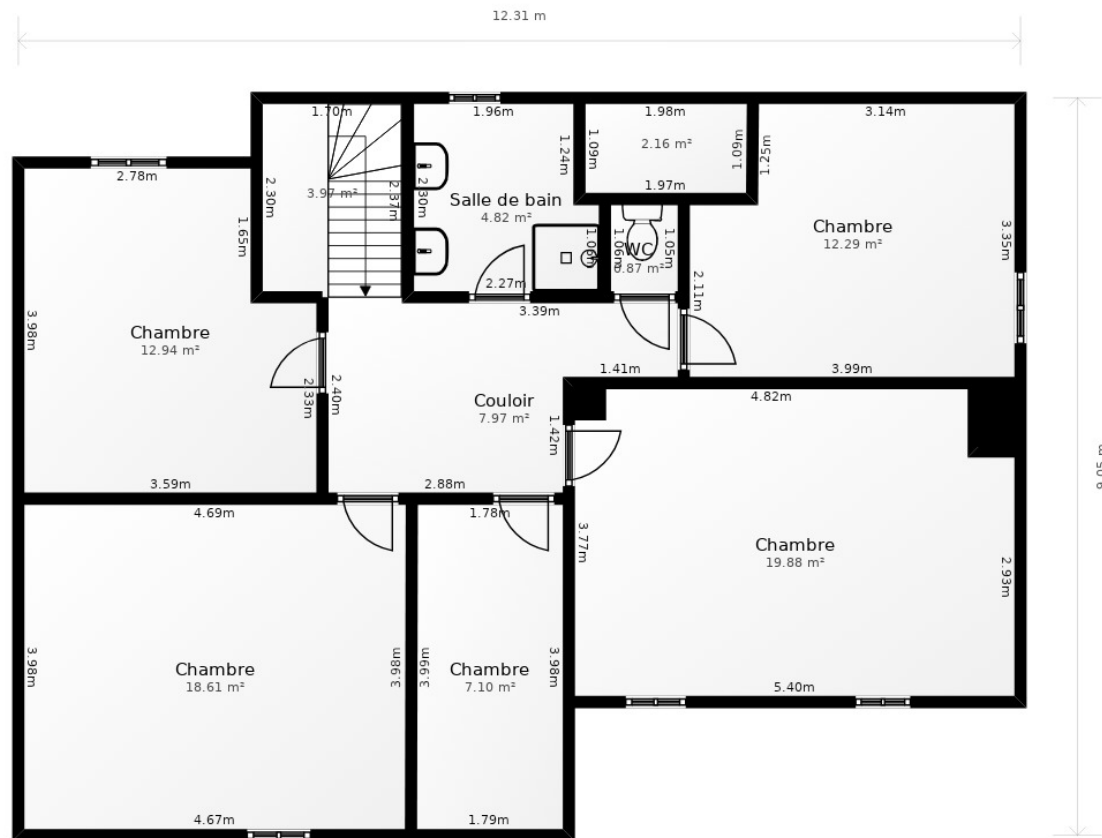 12.31 m
1.70m
1.96m
1.98m
3.14m
1.24m
1.09m
2.16 m²
1.09m
1.25m
2.78m
2.30m
3.97 m²
2.37m
2.30m
Salle de bain
4.82 m²
1.97m
1.65m
Chambre
12.29 m²
3.35m
1.06m
1.06m
WC
0.87 m²
1.05m
2.27m
2.11m
3.39m
3.98m
Chambre
12.94 m²
1.41m
3.99m
2.33m
2.40m
Couloir
7.97 m²
4.82m
1.42m
9.05 m
3.59m
2.88m
4.69m
1.78m
3.77m
Chambre
19.88 m²
2.93m
3.98m
Chambre
18.61 m²
3.98m
3.99m
Chambre
7.10 m²
3.98m
5.40m
4.67m
1.79m